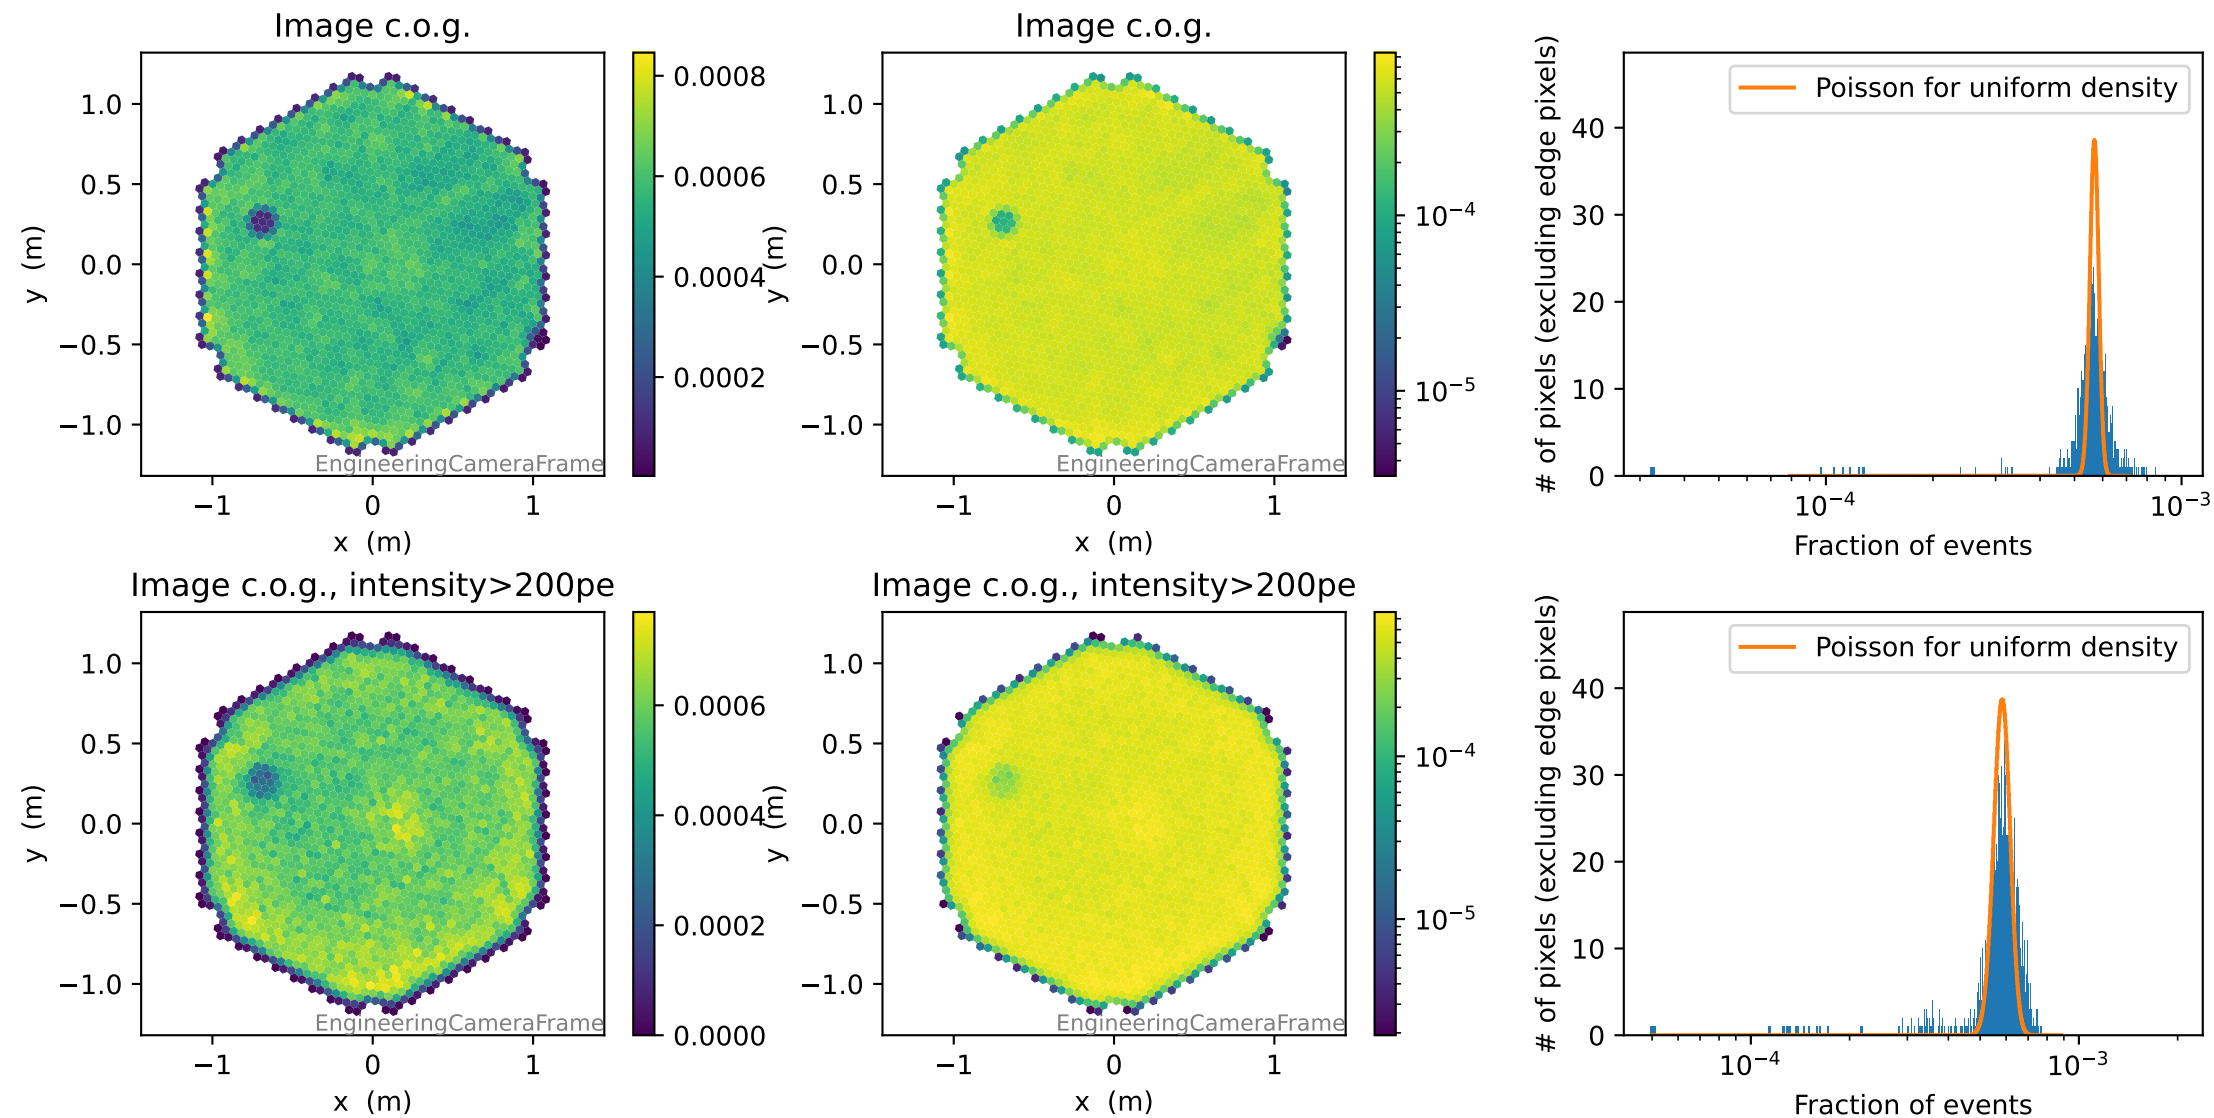 Image c.o.g.
y (m)
1.0
0.5
0.0
−0.5
−1.0
−1 0 1
x (m)
EngineeringCameraFrame
0.0008
0.0006
0.0004
0.0002
Image c.o.g.
y (m)
1.0
0.5
0.0
−0.5
−1.0
−1 0 1
x (m)
EngineeringCameraFrame
10−4
10−5
# of pixels (excluding edge pixels)
40
30
20
10
0
Poisson for uniform density
10−4 10−3
Fraction of events
Image c.o.g., intensity>200pe
y (m)
1.0
0.5
0.0
−0.5
−1.0
−1 0 1
x (m)
EngineeringCameraFrame
0.0006
0.0004
0.0002
0.0000
Image c.o.g., intensity>200pe
y (m)
1.0
0.5
0.0
−0.5
−1.0
−1 0 1
x (m)
EngineeringCameraFrame
10−4
10−5
# of pixels (excluding edge pixels)
40
30
20
10
0
Poisson for uniform density
10−4 10−3
Fraction of events